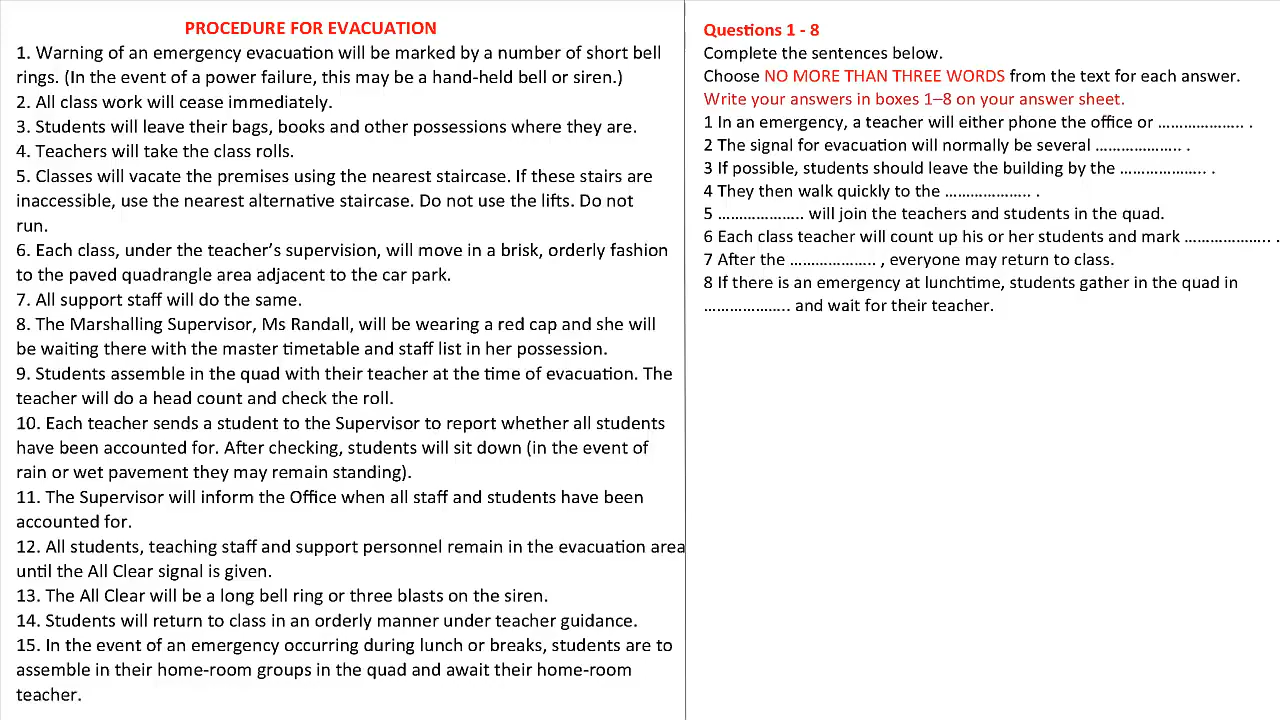 PROCEDURE FOR EVACUATION
1. Warning of an emergency evacuation will be marked by a number of short bell
rings. (In the event of a power failure, this may be a hand-held bell or siren.)
2. All class work will cease immediately.
3. Students will leave their bags, books and other possessions where they are.
4. Teachers will take the class rolls.
5. Classes will vacate the premises using the nearest staircase. If these stairs are
inaccessible, use the nearest alternative staircase. Do not use the lifts. Do not
run.
6. Each class, under the teacher’s supervision, will move in a brisk, orderly fashion
to the paved quadrangle area adjacent to the car park.
7. All support staff will do the same.
8. The Marshalling Supervisor, Ms Randall, will be wearing a red cap and she will
be waiting there with the master timetable and staff list in her possession.
9. Students assemble in the quad with their teacher at the time of evacuation. The
teacher will do a head count and check the roll.
10. Each teacher sends a student to the Supervisor to report whether all students
have been accounted for. After checking, students will sit down (in the event of
rain or wet pavement they may remain standing).
11. The Supervisor will inform the Office when all staff and students have been
accounted for.
12. All students, teaching staff and support personnel remain in the evacuation area
until the All Clear signal is given.
13. The All Clear will be a long bell ring or three blasts on the siren.
14. Students will return to class in an orderly manner under teacher guidance.
15. In the event of an emergency occurring during lunch or breaks, students are to
assemble in their home-room groups in the quad and await their home-room
teacher.
Questions 1 - 8
Complete the sentences below.
Choose NO MORE THAN THREE WORDS from the text for each answer.
Write your answers in boxes 1–8 on your answer sheet.
1 In an emergency, a teacher will either phone the office or ……………….. .
2 The signal for evacuation will normally be several ……………….. .
3 If possible, students should leave the building by the ……………….. .
4 They then walk quickly to the ……………….. .
5 ……………….. will join the teachers and students in the quad.
6 Each class teacher will count up his or her students and mark ……………….. .
7 After the ……………….. , everyone may return to class.
8 If there is an emergency at lunchtime, students gather in the quad in
……………….. and wait for their teacher.